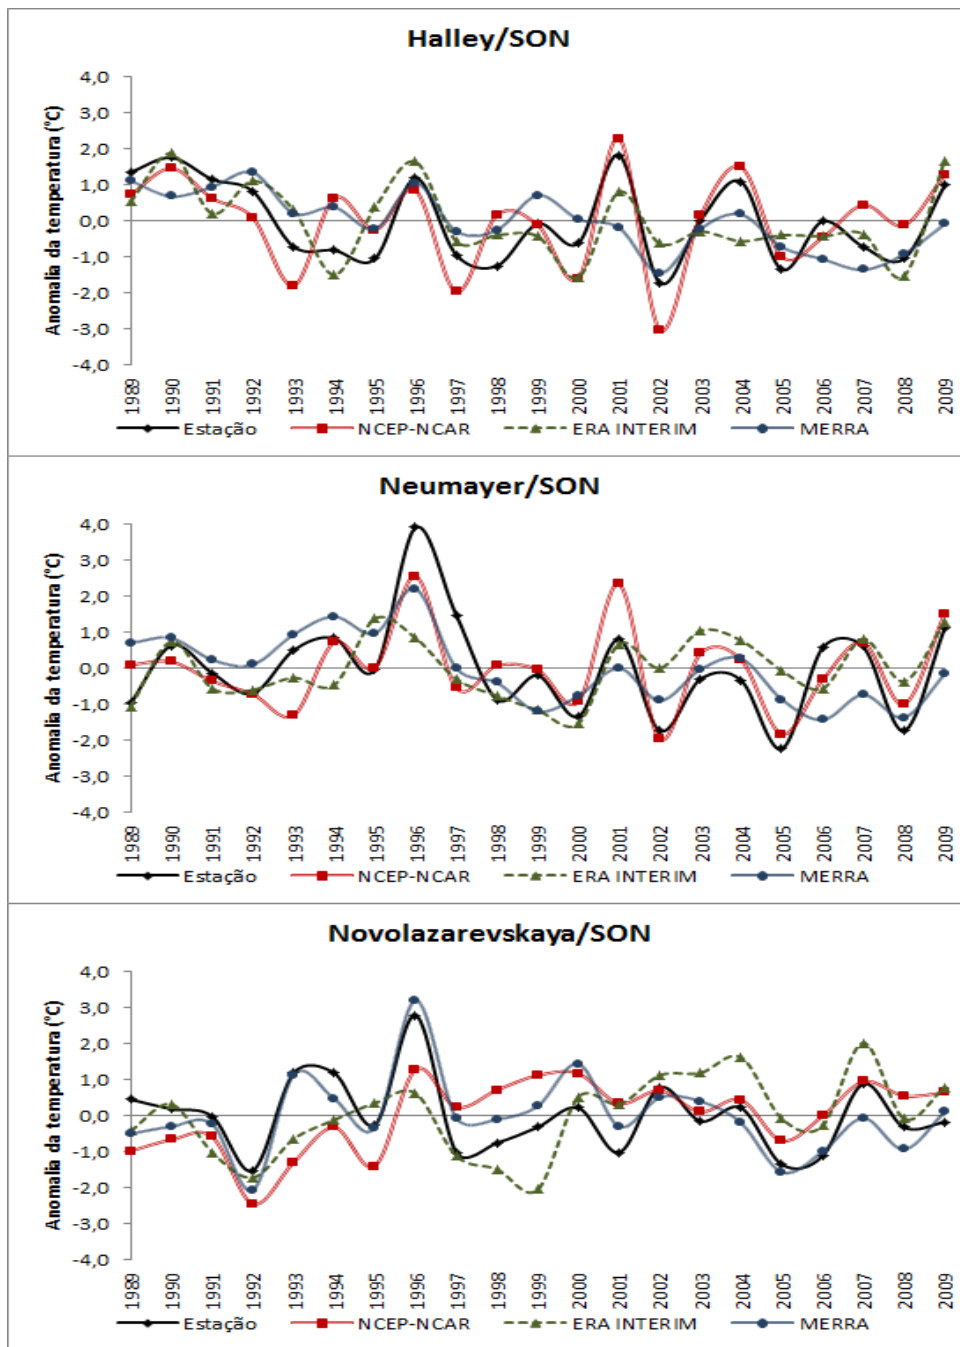 Halley/SON
Anomalia da temperatura (°C)
4,0
3,0
2,0
1,0
0,0
-1,0
-2,0
-3,0
-4,0
1989 1990 1991 1992 1993 1994 1995 1996 1997 1998 1999 2000 2001 2002 2003 2004 2005 2006 2007 2008 2009
Estação NCEP-NCAR ERA INTERIM MERRA
Neumayer/SON
Anomalia da temperatura (°C)
4,0
3,0
2,0
1,0
0,0
-1,0
-2,0
-3,0
-4,0
1989 1990 1991 1992 1993 1994 1995 1996 1997 1998 1999 2000 2001 2002 2003 2004 2005 2006 2007 2008 2009
Estação NCEP-NCAR ERA INTERIM MERRA
Novolazarevskaya/SON
Anomalia da temperatura (°C)
4,0
3,0
2,0
1,0
0,0
-1,0
-2,0
-3,0
-4,0
1989 1990 1991 1992 1993 1994 1995 1996 1997 1998 1999 2000 2001 2002 2003 2004 2005 2006 2007 2008 2009
Estação NCEP-NCAR ERA INTERIM MERRA